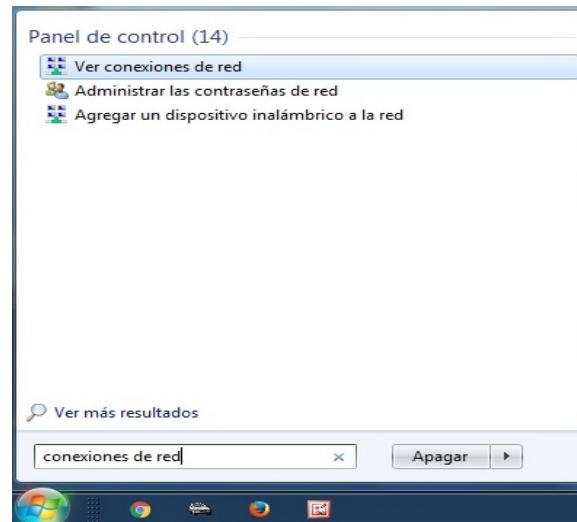 Panel de control (14)
Ver conexiones de red
Administrar las contraseñas de red
Agregar un dispositivo inalámbrico a la red
Ver más resultados
conexiones de red
Apagar